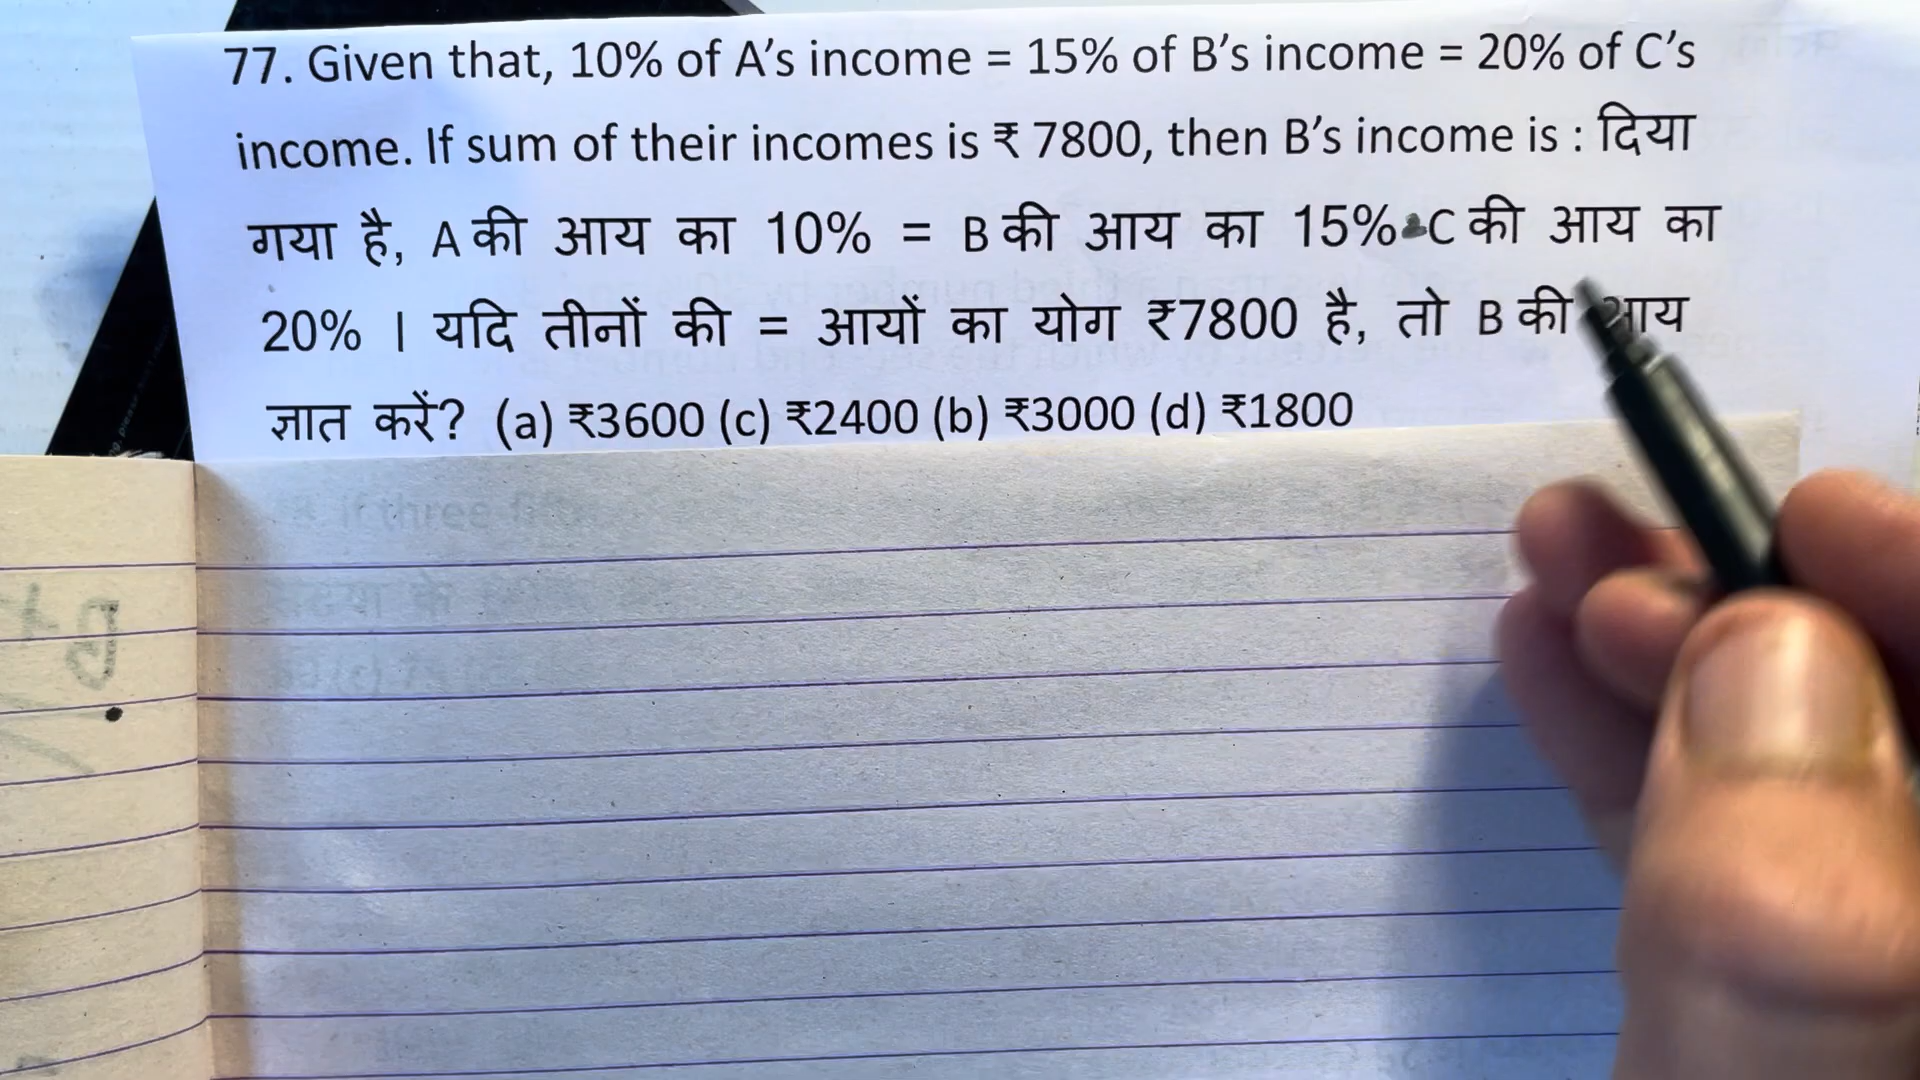 77. Given that, 10% of A’s income = 15% of B’s income = 20% of C’s
income. If sum of their incomes is ₹ 7800, then B’s income is : दिया
गया है, A की आय का 10% = B की आय का 15% C की आय का
20% । यदि तीनों की = आयों का योग ₹7800 है, तो B की आय
ज्ञात करें? (a) ₹3600 (c) ₹2400 (b) ₹3000 (d) ₹1800